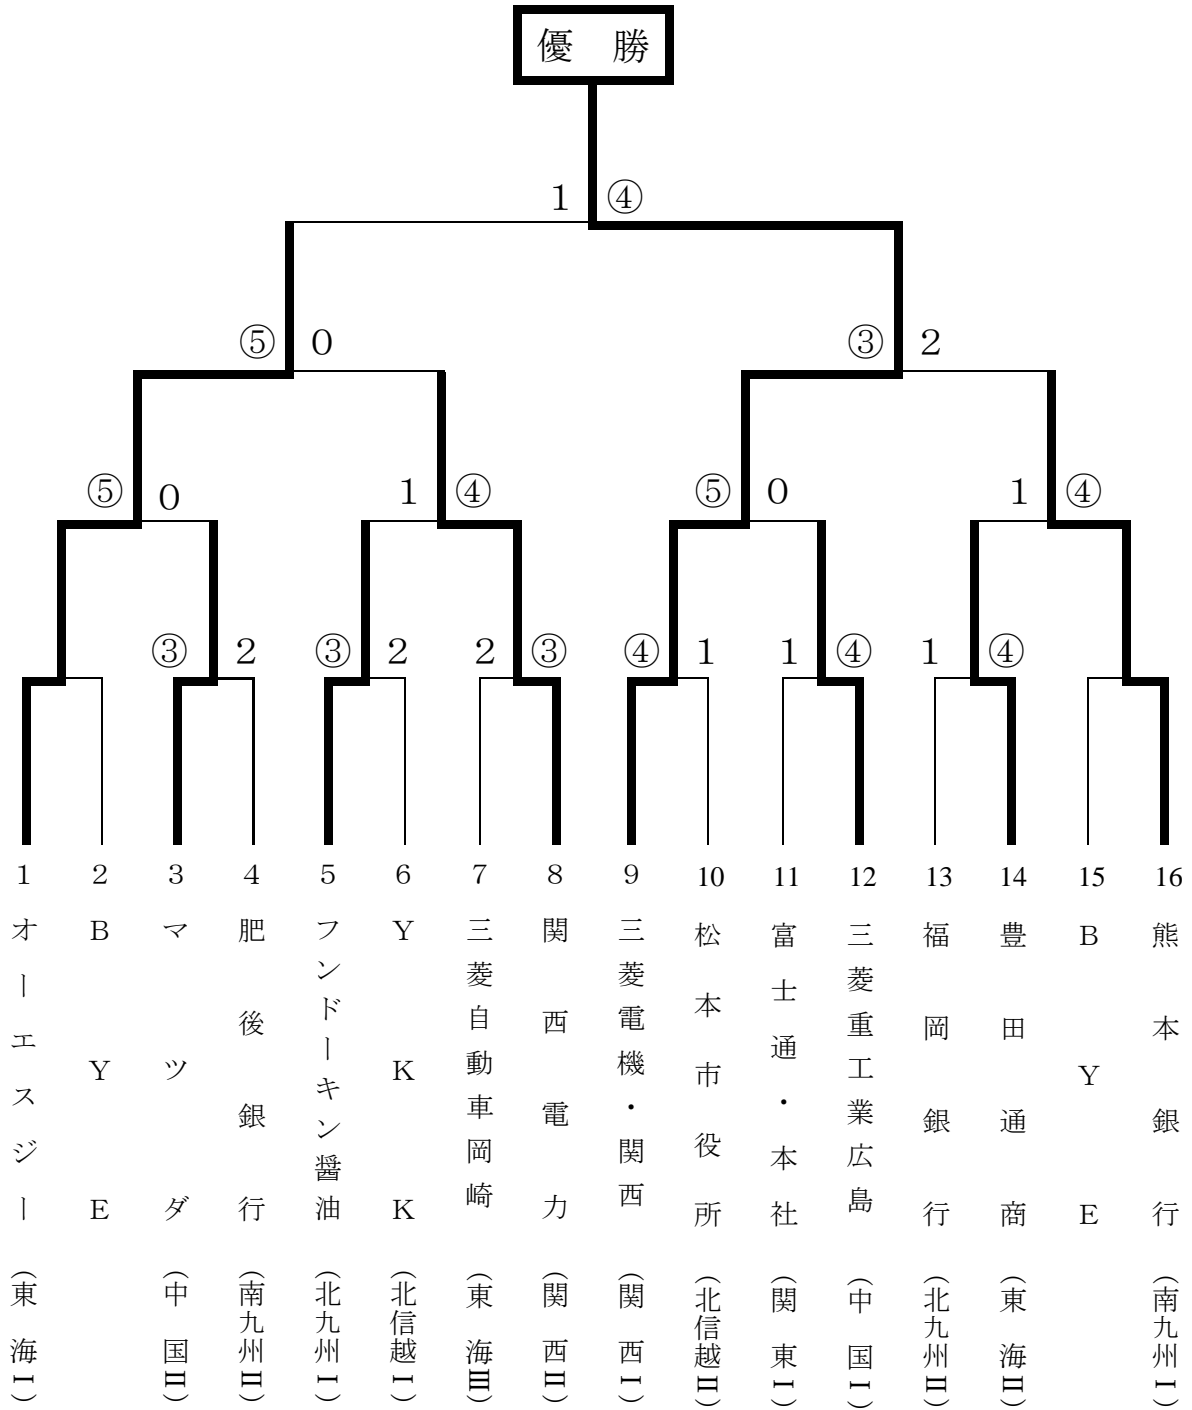 優 勝
1 ④
⑤ 0 ③ 2
⑤ 0 1 ④ ⑤ 0 1 ④
③ 2 ③ 2 2 ③ ④ 1 1 ④ 1 ④
1 2 3 4 5 6 7 8 9 10 11 12 13 14 15 16
オーエスジー
(東海Ⅰ)
BYE
マツダ
(中国Ⅱ)
肥後銀行
(南九州Ⅱ)
フンドーキン醤油
(北九州Ⅰ)
YKK
(北信越Ⅰ)
三菱自動車岡崎
(東海Ⅲ)
関西電力
(関西Ⅱ)
三菱電機・関西
(関西Ⅰ)
松本市役所
(北信越Ⅱ)
富士通・本社
(関東Ⅰ)
三菱重工業広島
(中国Ⅰ)
福岡銀行
(北九州Ⅱ)
豊田通商
(東海Ⅱ)
BYE
熊本銀行
(南九州Ⅰ)